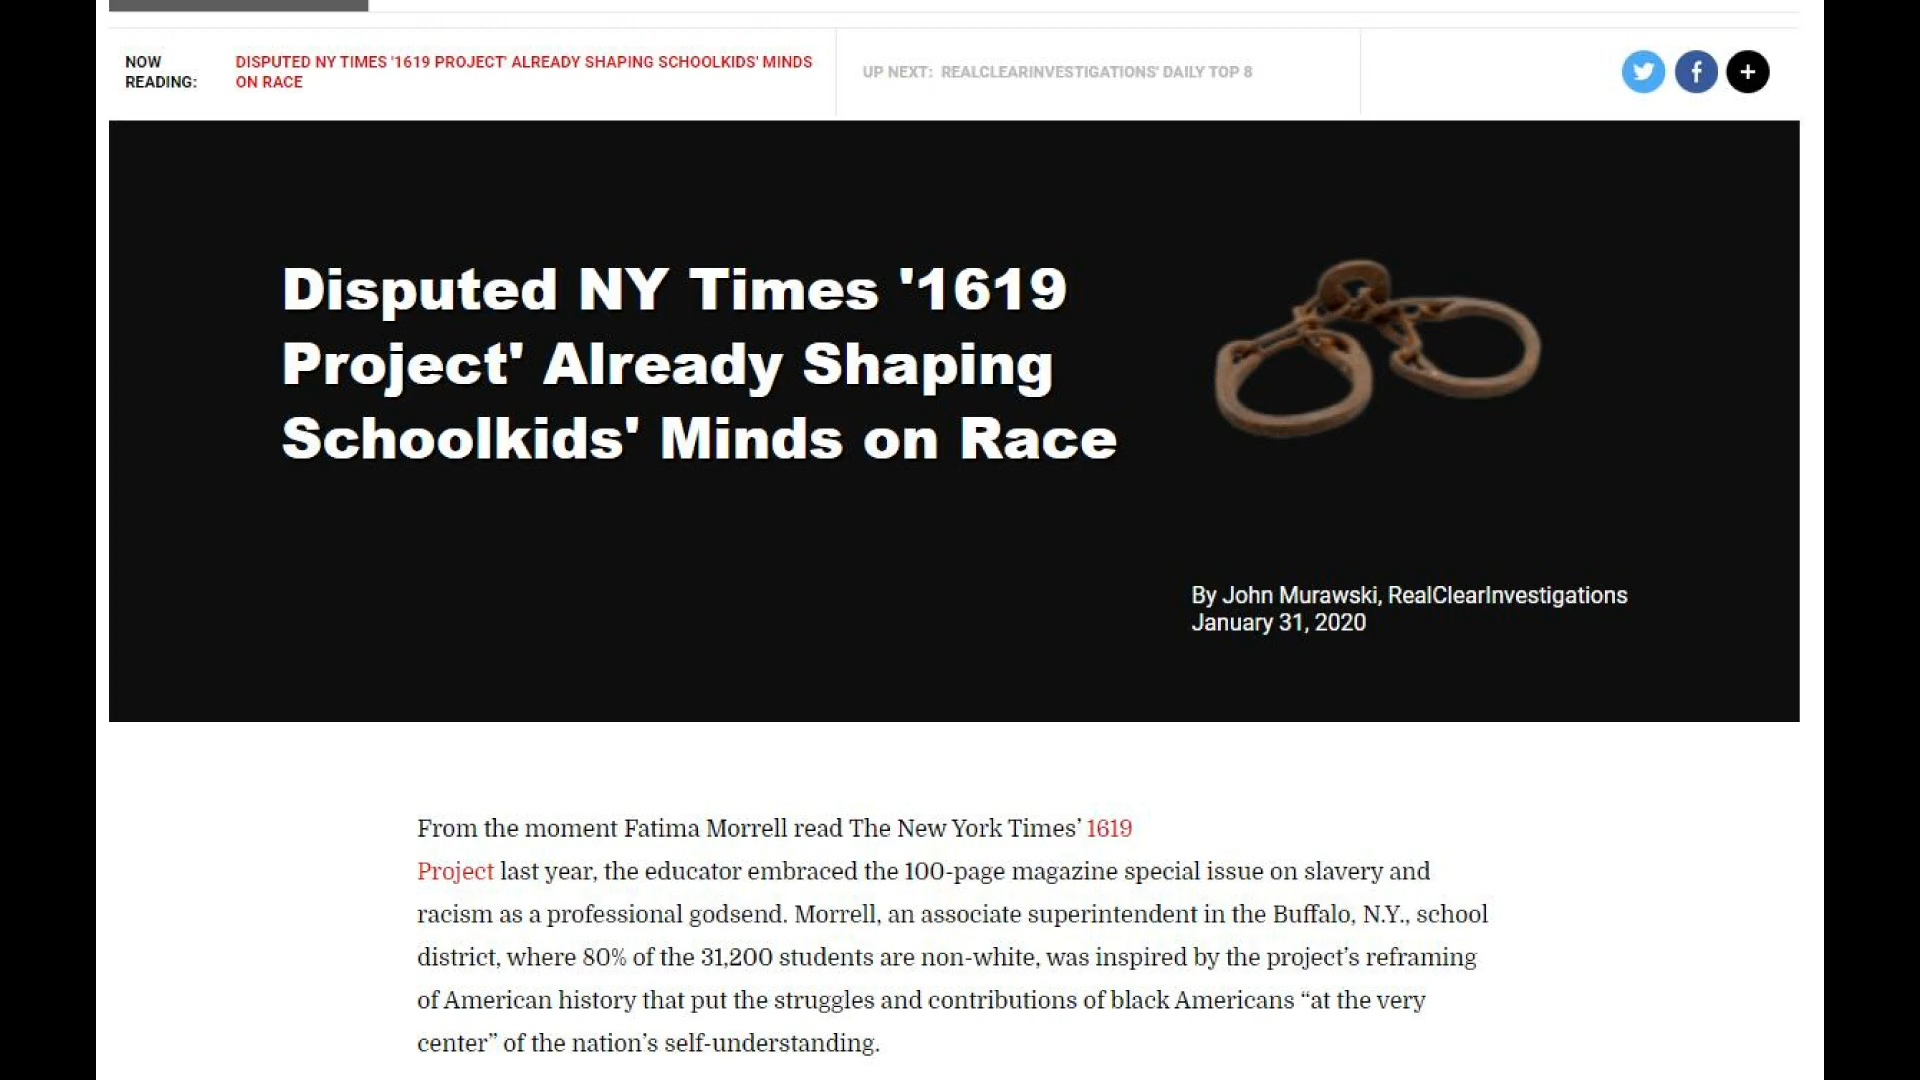 NOW
READING:
DISPUTED NY TIMES '1619 PROJECT' ALREADY SHAPING SCHOOLKIDS' MINDS
ON RACE
UP NEXT: REALCLEARINVESTIGATIONS' DAILY TOP 8
Disputed NY Times '1619
Project' Already Shaping
Schoolkids' Minds on Race
By John Murawski, RealClearInvestigations
January 31, 2020
From the moment Fatima Morrell read The New York Times’ 1619
Project last year, the educator embraced the 100-page magazine special issue on slavery and
racism as a professional godsend. Morrell, an associate superintendent in the Buffalo, N.Y., school
district, where 80% of the 31,200 students are non-white, was inspired by the project’s reframing
of American history that put the struggles and contributions of black Americans “at the very
center” of the nation’s self-understanding.